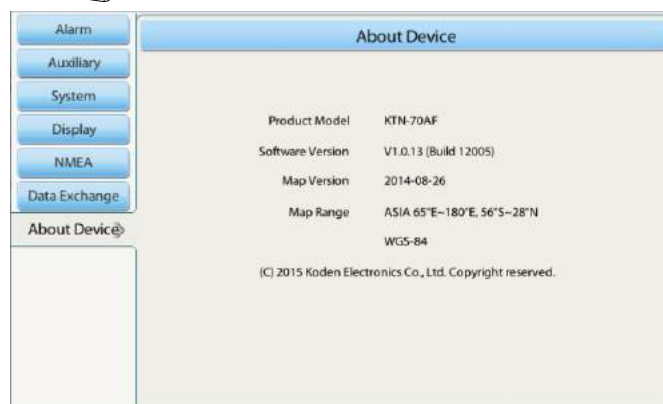 Alarm
About Device
Auxiliary
System
Display
NMEA
Data Exchange
About Device
Product Model KTN-70AF
Software Version V1.0.13 (Build 12005)
Map Version 2014-08-26
Map Range ASIA 65°E~180°E, 56°S~28°N
WGS-84
(C) 2015 Koden Electronics Co., Ltd. Copyright reserved.